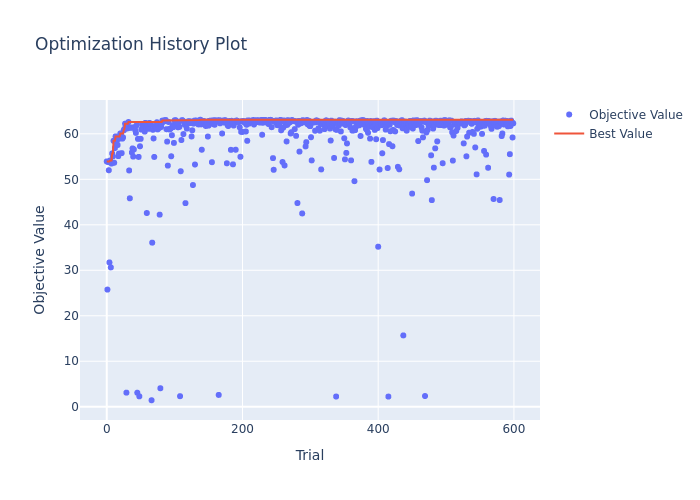 Optimization History Plot
Objective Value
Best Value
60
50
40
30
20
10
0
Objective Value
0
200
400
600
Trial